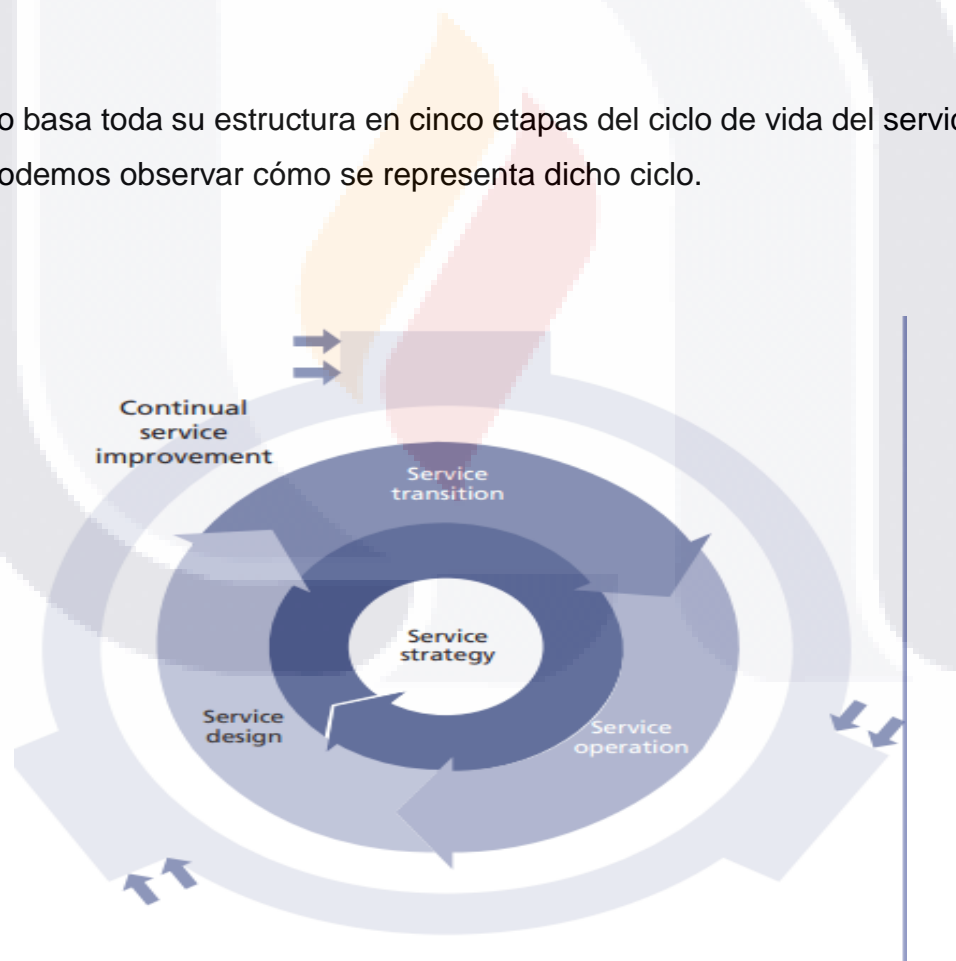 o basa toda su estructura en cinco etapas del ciclo de vida del servic
odemos observar cómo se representa dicho ciclo.
Continual
service
improvement
Service
transition
Service
strategy
Service
design
Service
operation